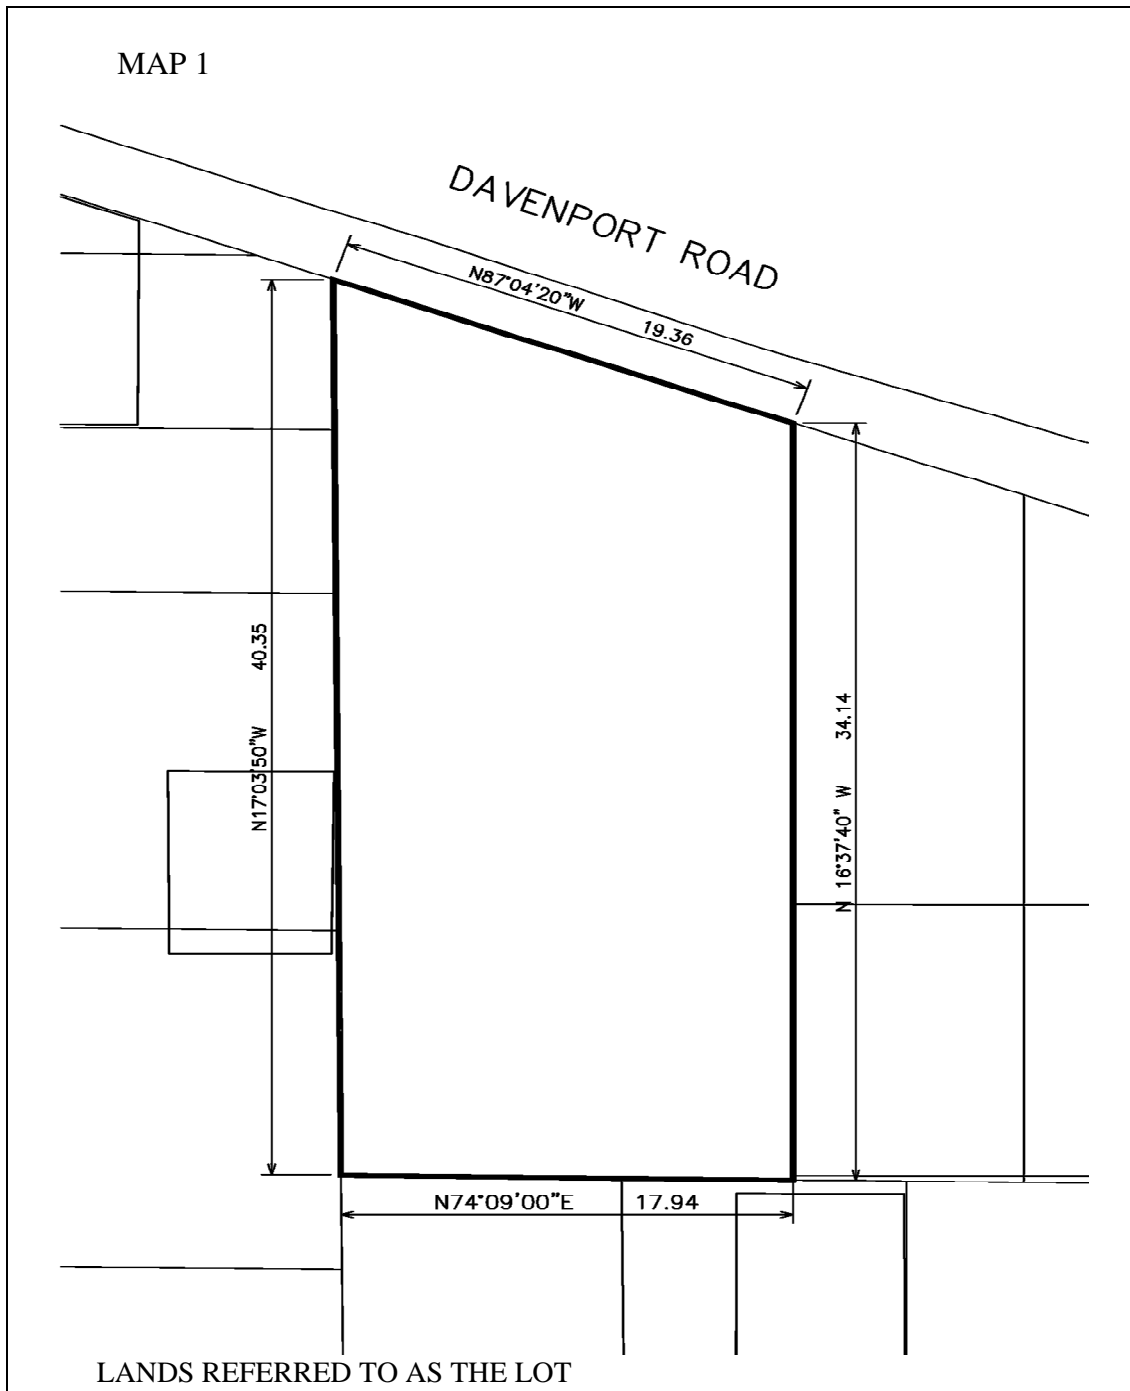 MAP 1
DAVENPORT ROAD
N87°04'20"W 19.36
N17°03'50"W 40.35
N 16°37'40" W 34.14
N74°09'00"E 17.94
LANDS REFERRED TO AS THE LOT